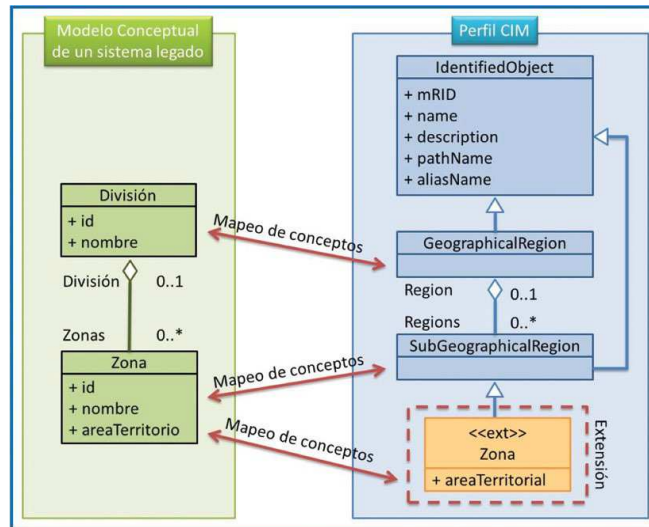 Modelo Conceptual
de un sistema legado
División
+ id
+ nombre
División
0..1
Zonas
0..*
Zona
+ id
+ nombre
+ areaTerritorio
Mapeo de conceptos
Mapeo de conceptos
Mapeo de conceptos
Perfil CIM
IdentifiedObject
+ mRID
+ name
+ description
+ pathName
+ aliasName
GeographicalRegion
Region
0..1
Regions
0..*
SubGeographicalRegion
<<ext>>
Zona
+ areaTerritorial
Extensión